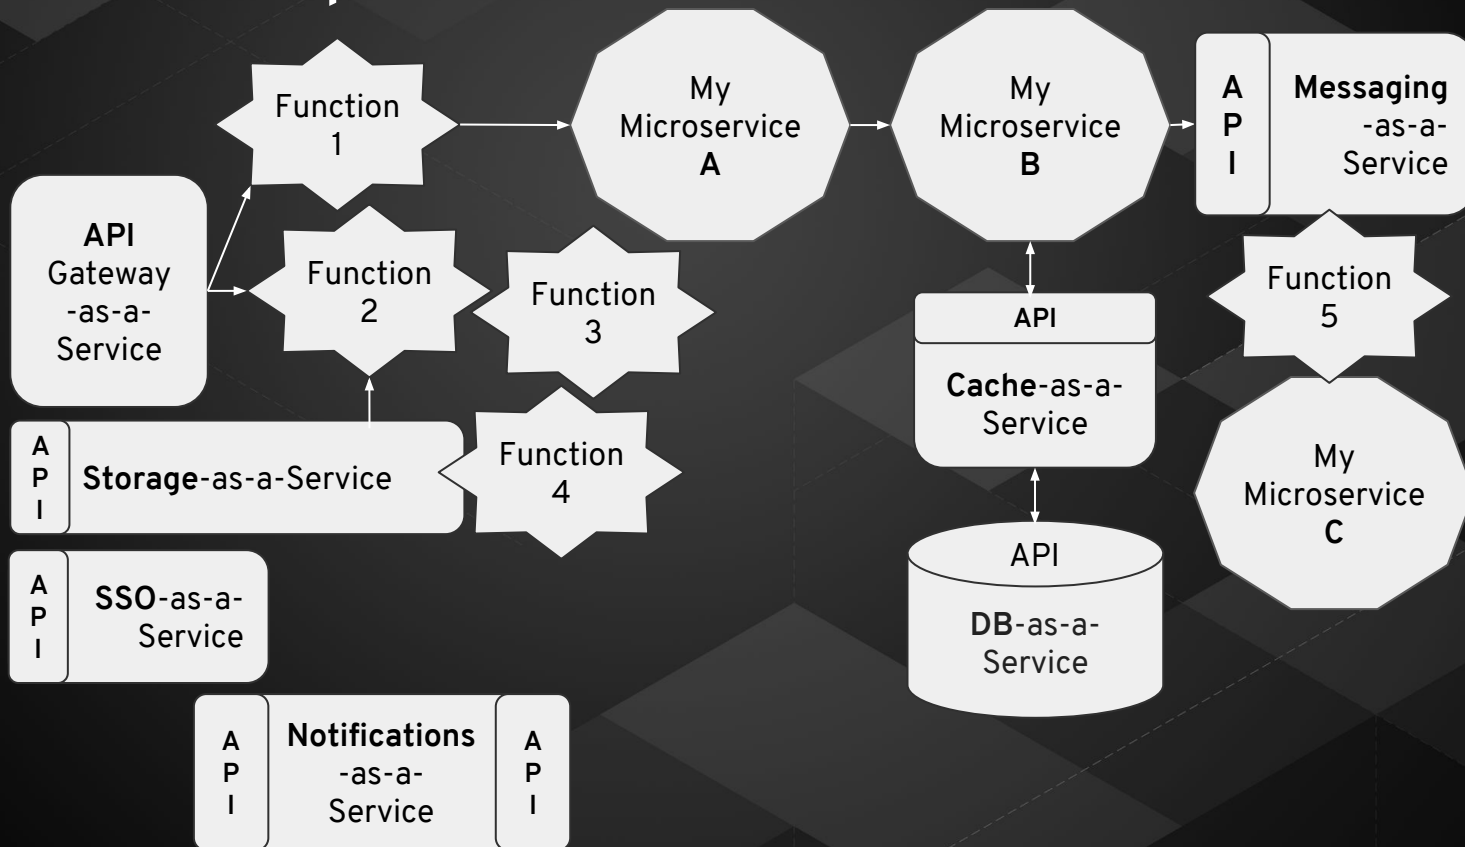 Function
1
My
Microservice
A
My
Microservice
B
A
P
I
Messaging
-as-a-
Service
API
Gateway
-as-a-
Service
Function
2
Function
3
Function
5
API
Cache-as-a-
Service
A
P
I
Storage-as-a-Service
Function
4
My
Microservice
C
A
P
I
SSO-as-a-
Service
API
DB-as-a-
Service
A
P
I
Notifications
-as-a-
Service
A
P
I